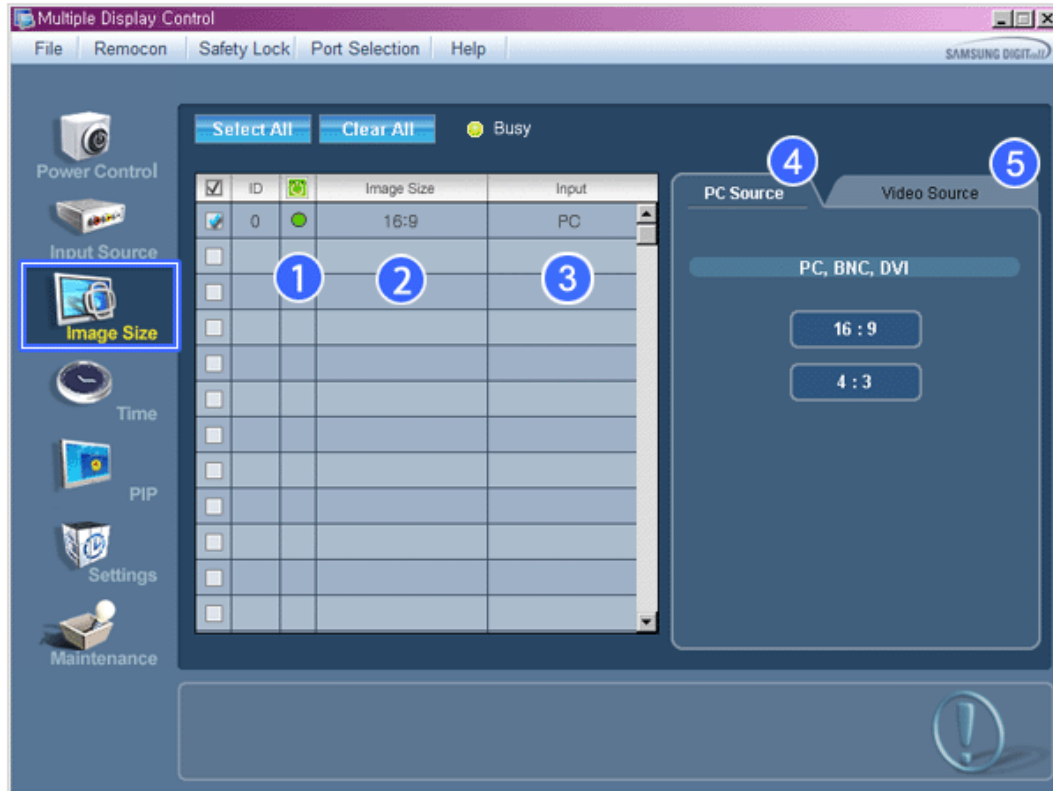 Multiple Display Control
File Remocon Safety Lock Port Selection Help
SAMSUNG DIGITall
Power Control
Input Source
Image Size
Time
PIP
Settings
Maintenance
Select All Clear All Busy
ID Image Size Input
0 16:9 PC
1 2 3
4 5
PC Source Video Source
PC, BNC, DVI
16 : 9
4 : 3